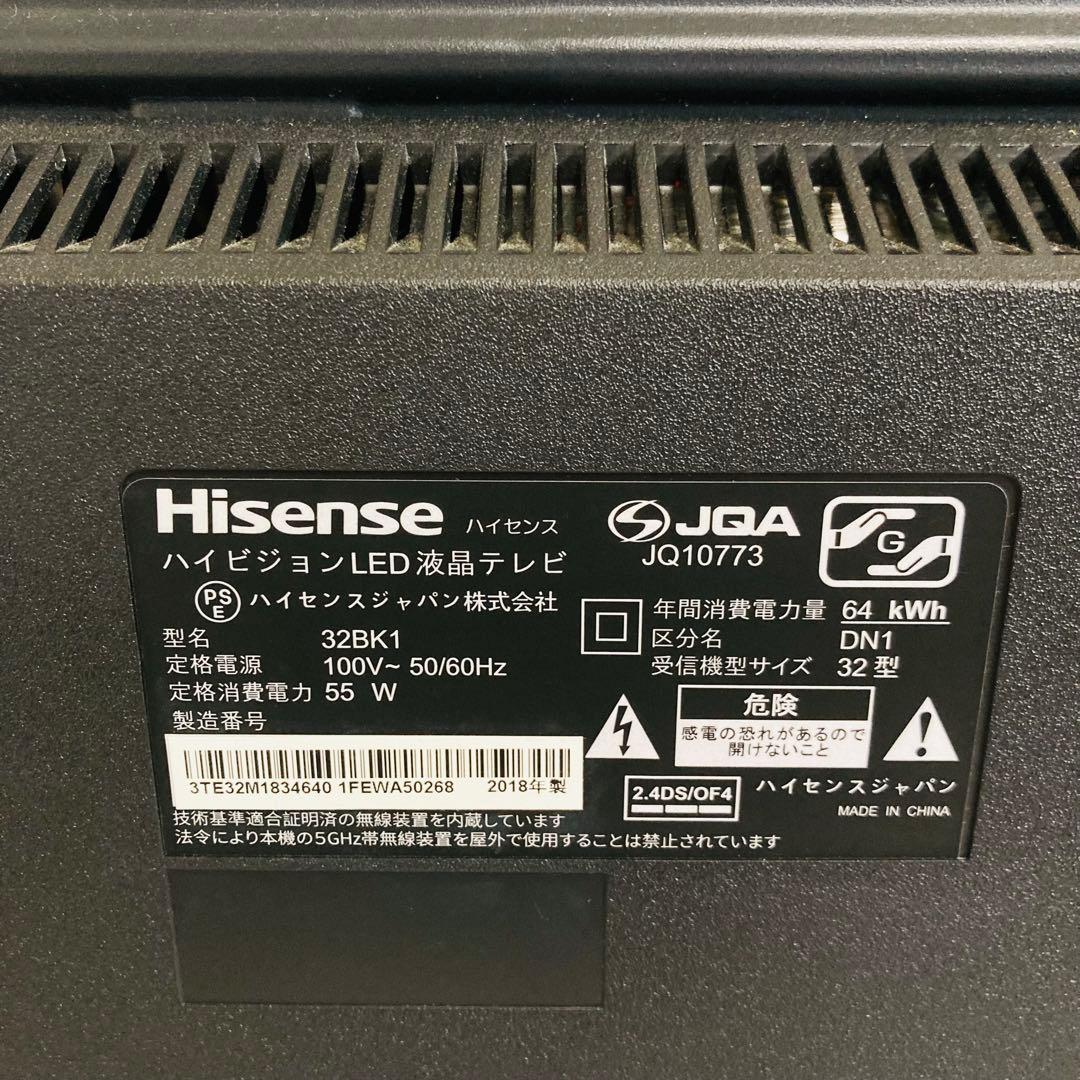 Hisense ハイセンス
ハイビジョンLED液晶テレビ
PSE ハイセンスジャパン株式会社
型名 32BK1
定格電源 100V~ 50/60Hz
定格消費電力 55 W
製造番号
3TE32M1834640 1FEWA50268 2018年製
技術基準適合証明済の無線装置を内蔵しています
法令により本機の5GHz帯無線装置を屋外で使用することは禁止されています
JQA
JQ10773
G
年間消費電力量 64 kWh
区分名 DN1
受信機型サイズ 32型
危険
感電の恐れがあるので
開けないこと
2.4DS/OF4
ハイセンスジャパン
MADE IN CHINA